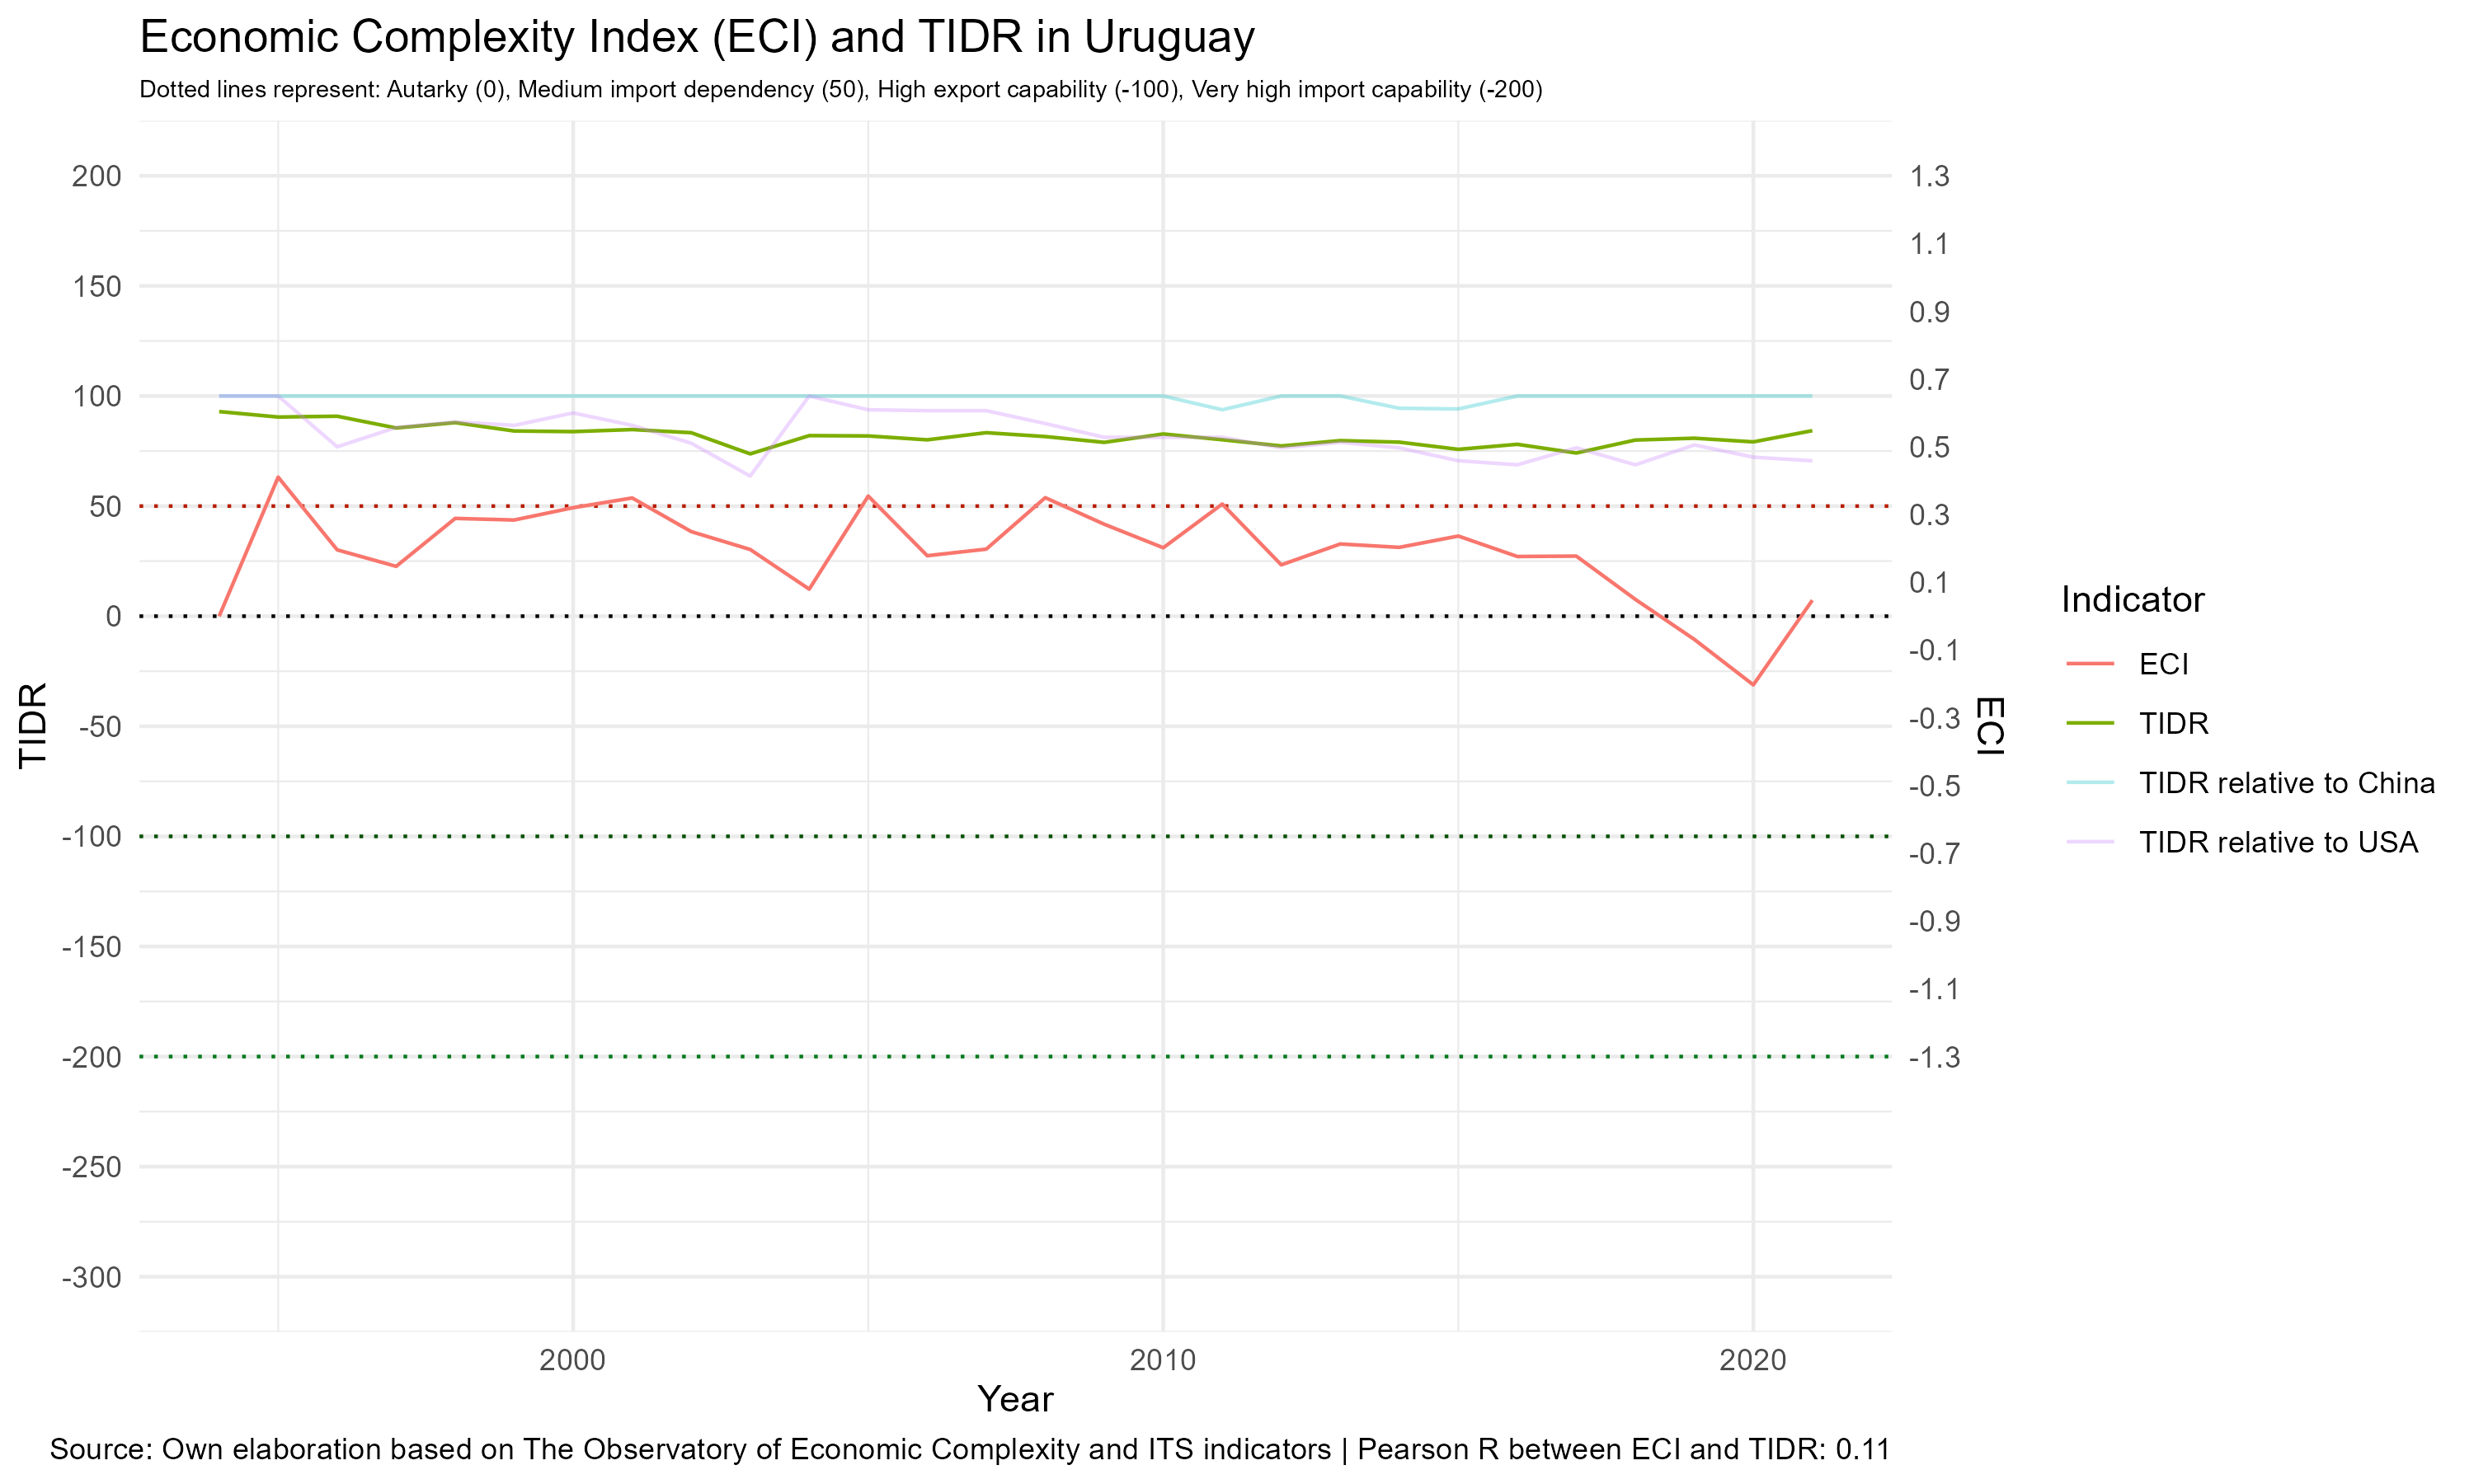 Economic Complexity Index (ECI) and TIDR in Uruguay
Dotted lines represent: Autarky (0), Medium import dependency (50), High export capability (-100), Very high import capability (-200)
TIDR
200
150
100
50
0
-50
-100
-150
-200
-250
-300
1.3
1.1
0.9
0.7
0.5
0.3
0.1
-0.1
-0.3
-0.5
-0.7
-0.9
-1.1
-1.3
ECI
Indicator
ECI
TIDR
TIDR relative to China
TIDR relative to USA
2000
2010
2020
Year
Source: Own elaboration based on The Observatory of Economic Complexity and ITS indicators | Pearson R between ECI and TIDR: 0.11